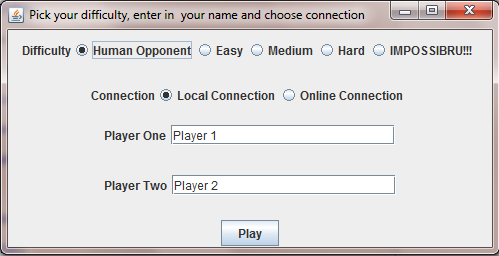 Pick your difficulty, enter in your name and choose connection
Difficulty Human Opponent Easy Medium Hard IMPOSSIBRU!!!
Connection Local Connection Online Connection
Player One Player 1
Player Two Player 2
Play